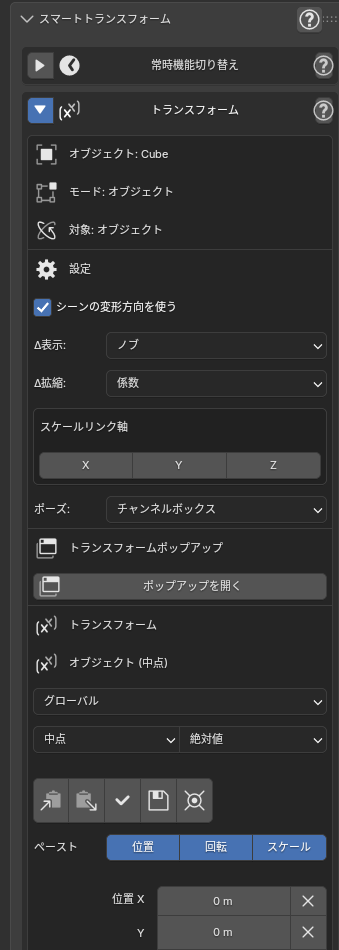 スマートトランスフォーム
常時機能切り替え
(x) トランスフォーム
オブジェクト: Cube
モード: オブジェクト
対象: オブジェクト
設定
シーンの変形方向を使う
Δ表示: ノブ
Δ拡縮: 係数
スケールリンク軸
X Y Z
ポーズ: チャンネルボックス
トランスフォームポップアップ
ポップアップを開く
(x) トランスフォーム
(x) オブジェクト (中点)
グローバル
中点 絶対値
ペースト 位置 回転 スケール
位置 X 0 m
Y 0 m